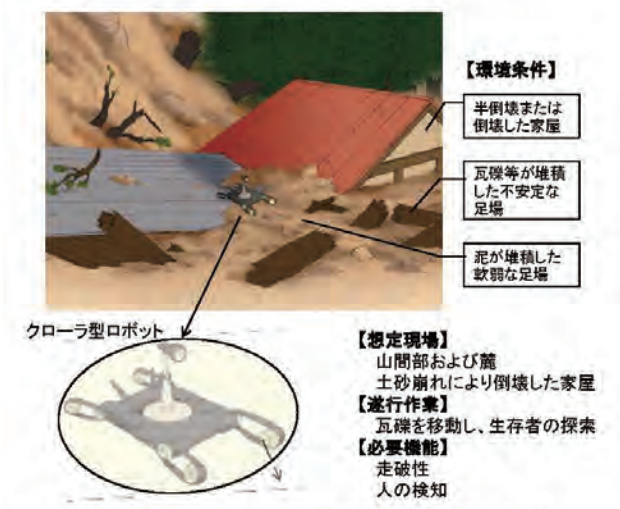 【環境条件】
半倒壊または
倒壊した家屋
瓦礫等が堆積
した不安定な
足場
泥が堆積した
軟弱な足場
クローラ型ロボット
【想定現場】
山間部および麓
土砂崩れにより倒壊した家屋
【遂行作業】
瓦礫を移動し、生存者の探索
【必要機能】
走破性
人の検知